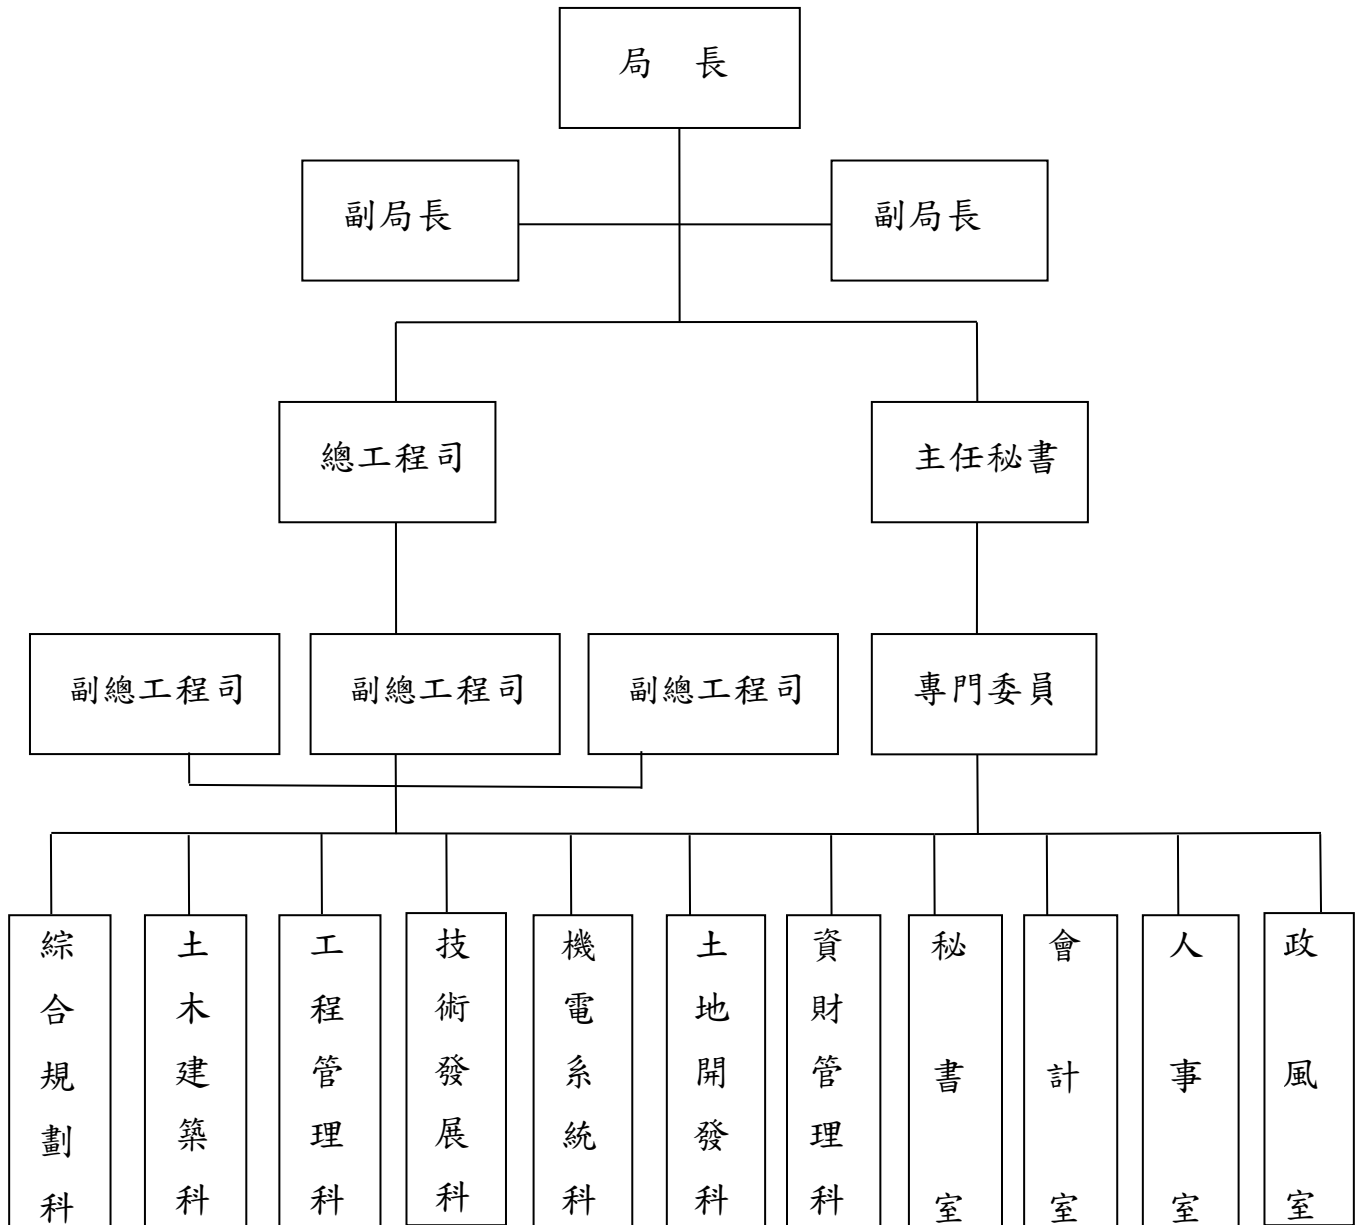 局 長
副局長
副局長
總工程司
主任秘書
副總工程司
副總工程司
副總工程司
專門委員
綜合規劃科
土木建築科
工程管理科
技術發展科
機電系統科
土地開發科
資財管理科
秘書室
會計室
人事室
政風室